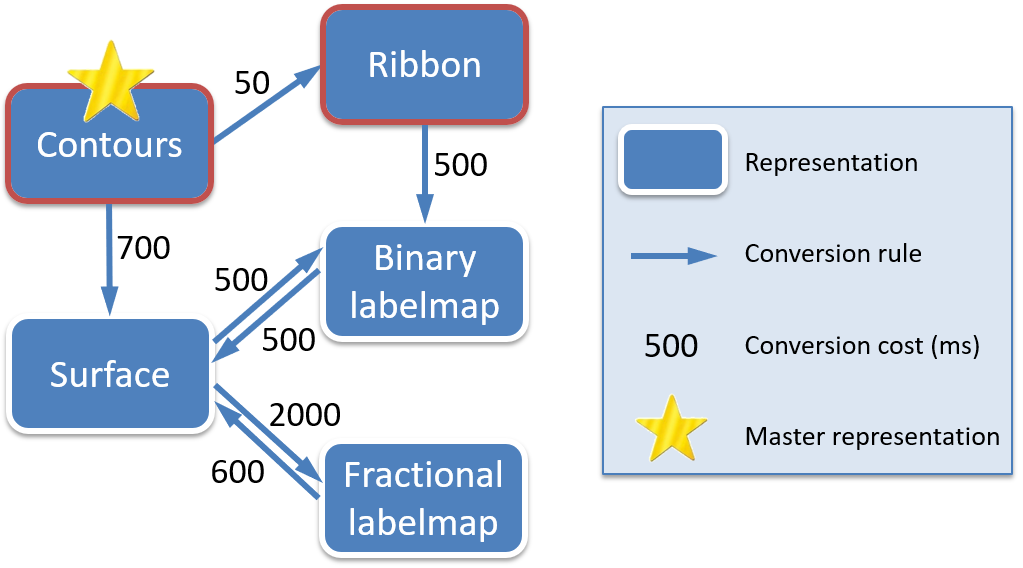 Ribbon
50
Contours
500
700
Binary
labelmap
500
500
Surface
2000
600
Fractional
labelmap
Representation
Conversion rule
500
Conversion cost (ms)
Master representation